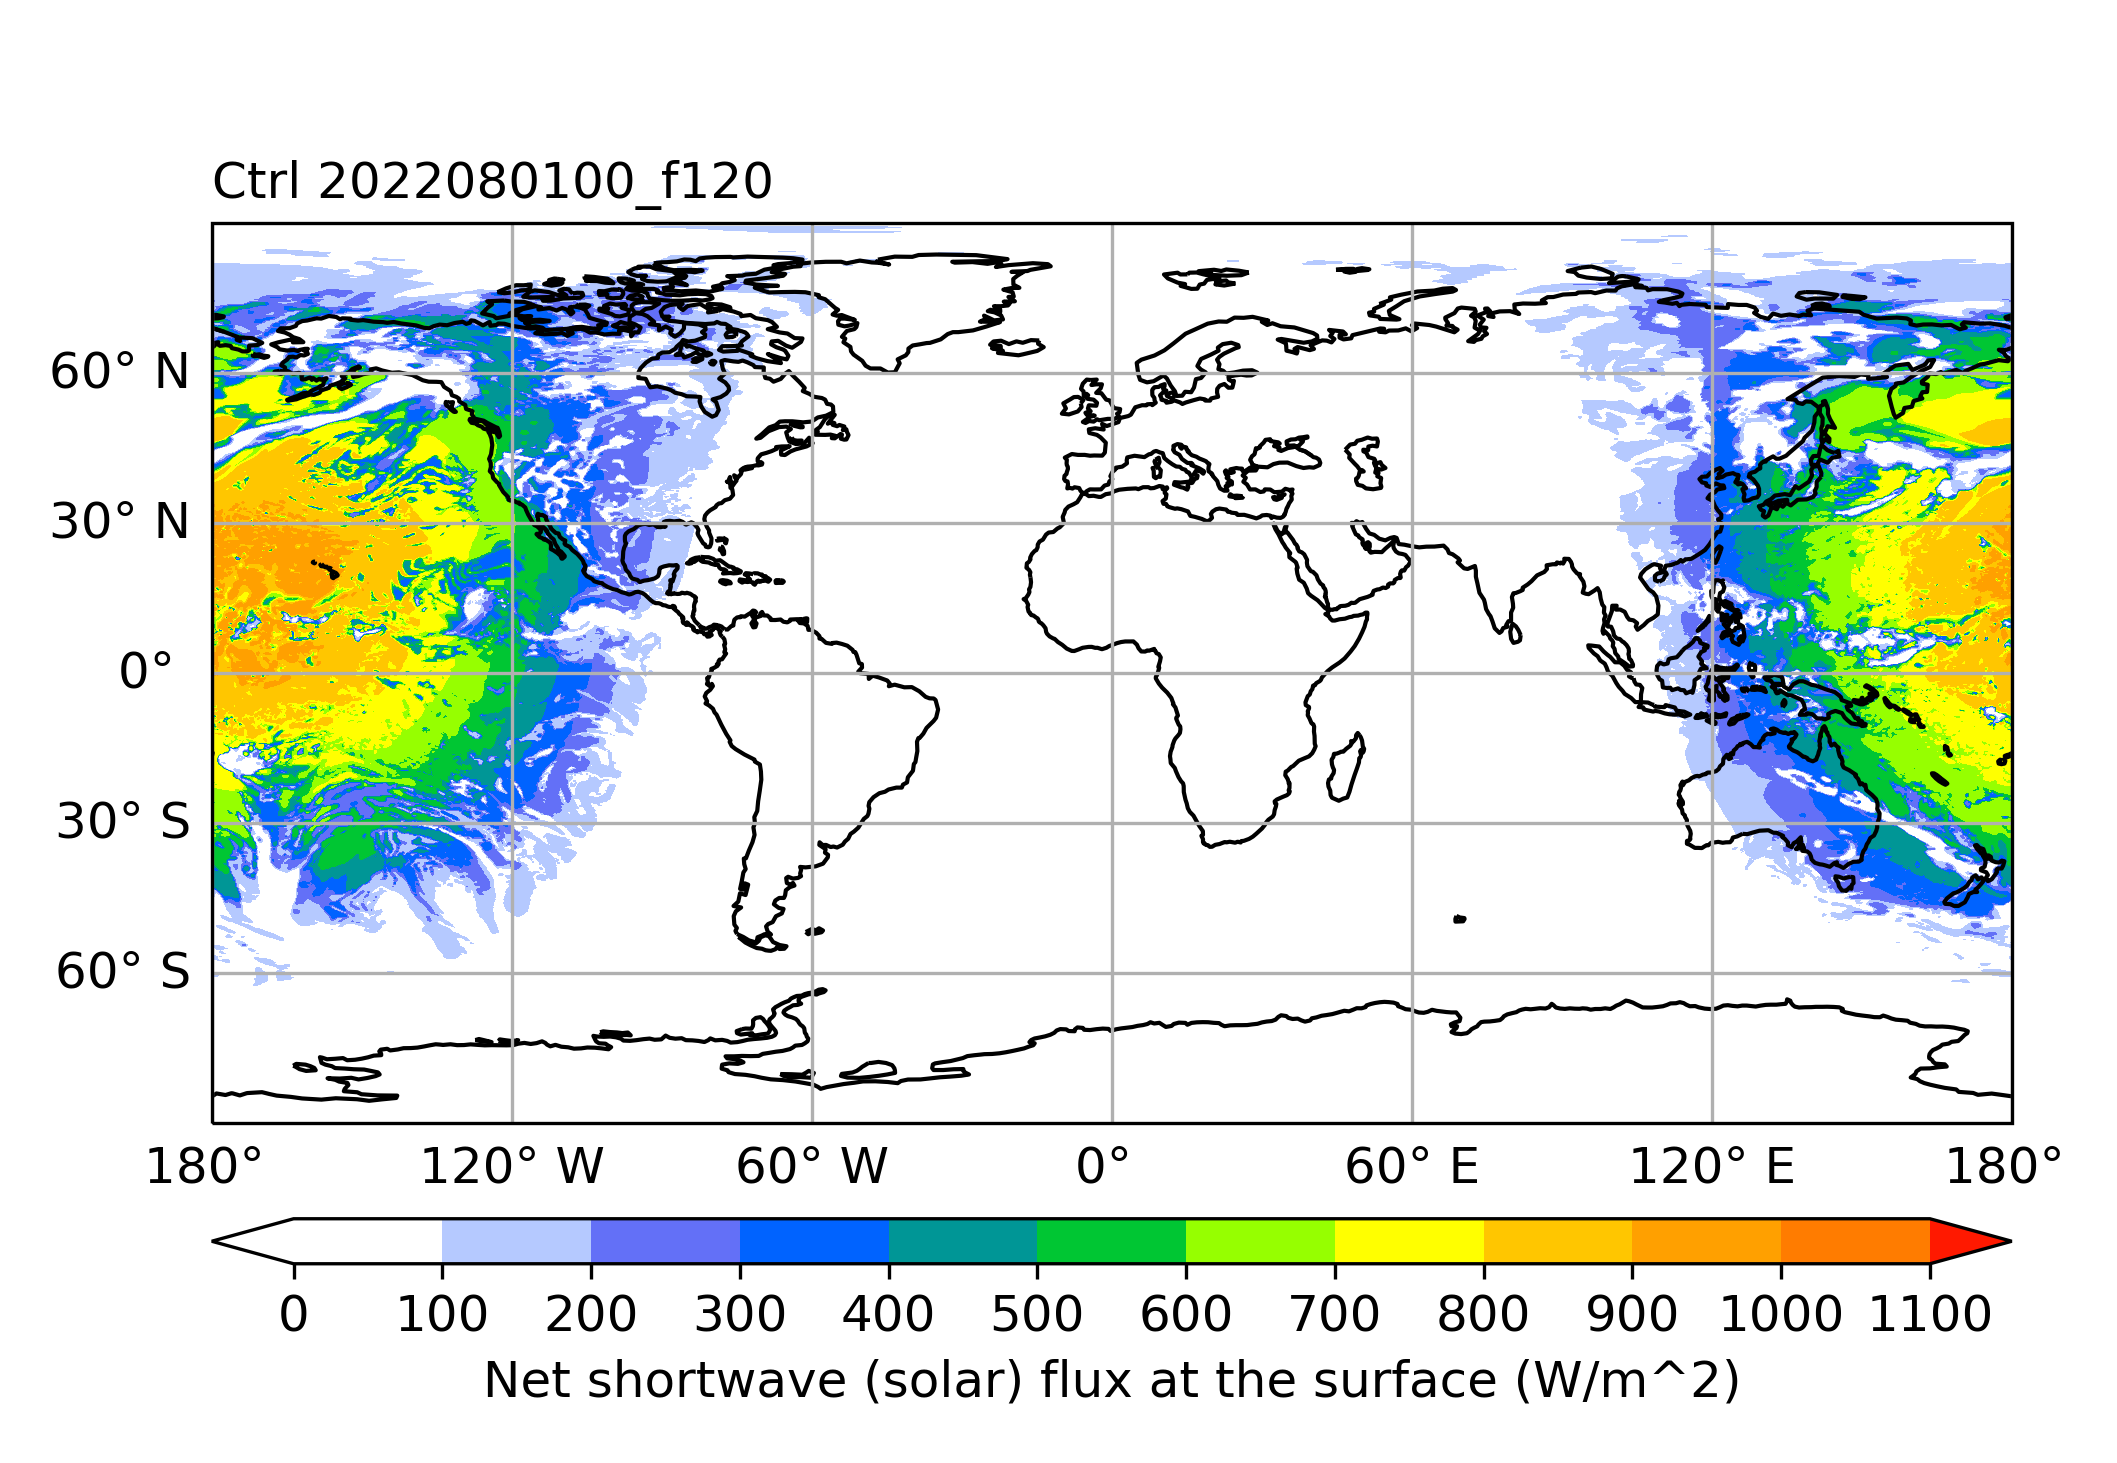 Ctrl 2022080100_f120
60° N
30° N
0°
30° S
60° S
180° 120° W 60° W 0° 60° E 120° E 180°
0 100 200 300 400 500 600 700 800 900 1000 1100
Net shortwave (solar) flux at the surface (W/m^2)